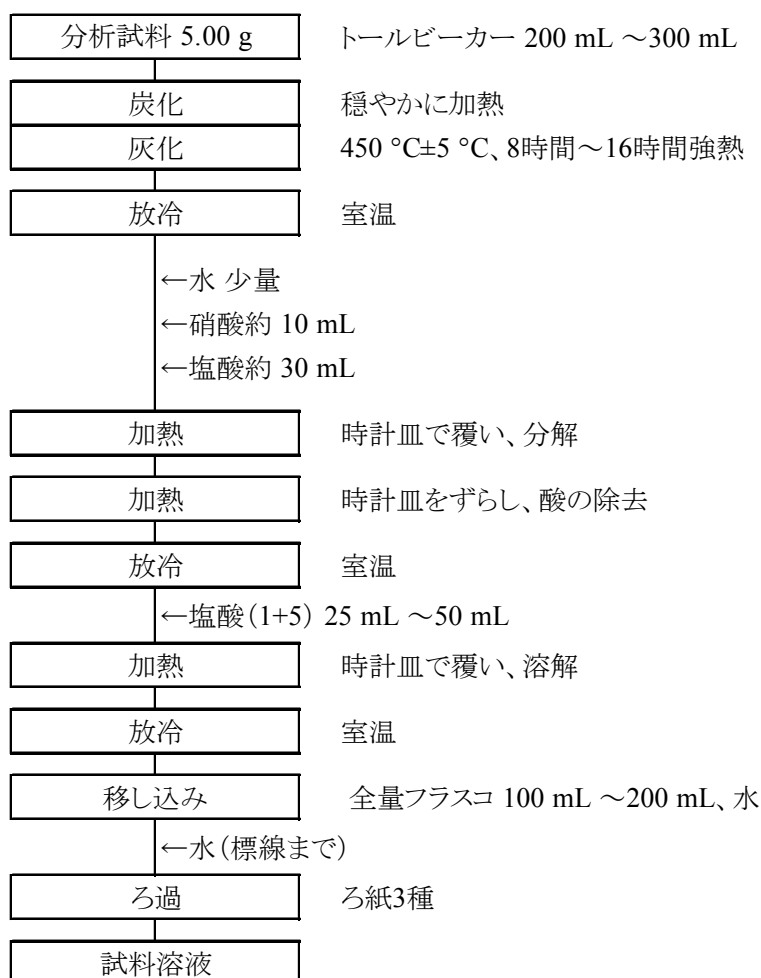 分析試料 5.00 g トールビーカー 200 mL ～300 mL
炭化 穏やかに加熱
灰化 450 °C±5 °C、8時間～16時間強熱
放冷 室温
←水 少量
←硝酸約 10 mL
←塩酸約 30 mL
加熱 時計皿で覆い、分解
加熱 時計皿をずらし、酸の除去
放冷 室温
←塩酸（1+5） 25 mL ～50 mL
加熱 時計皿で覆い、溶解
放冷 室温
移し込み 全量フラスコ 100 mL ～200 mL、水
←水（標線まで）
ろ過 ろ紙3種
試料溶液